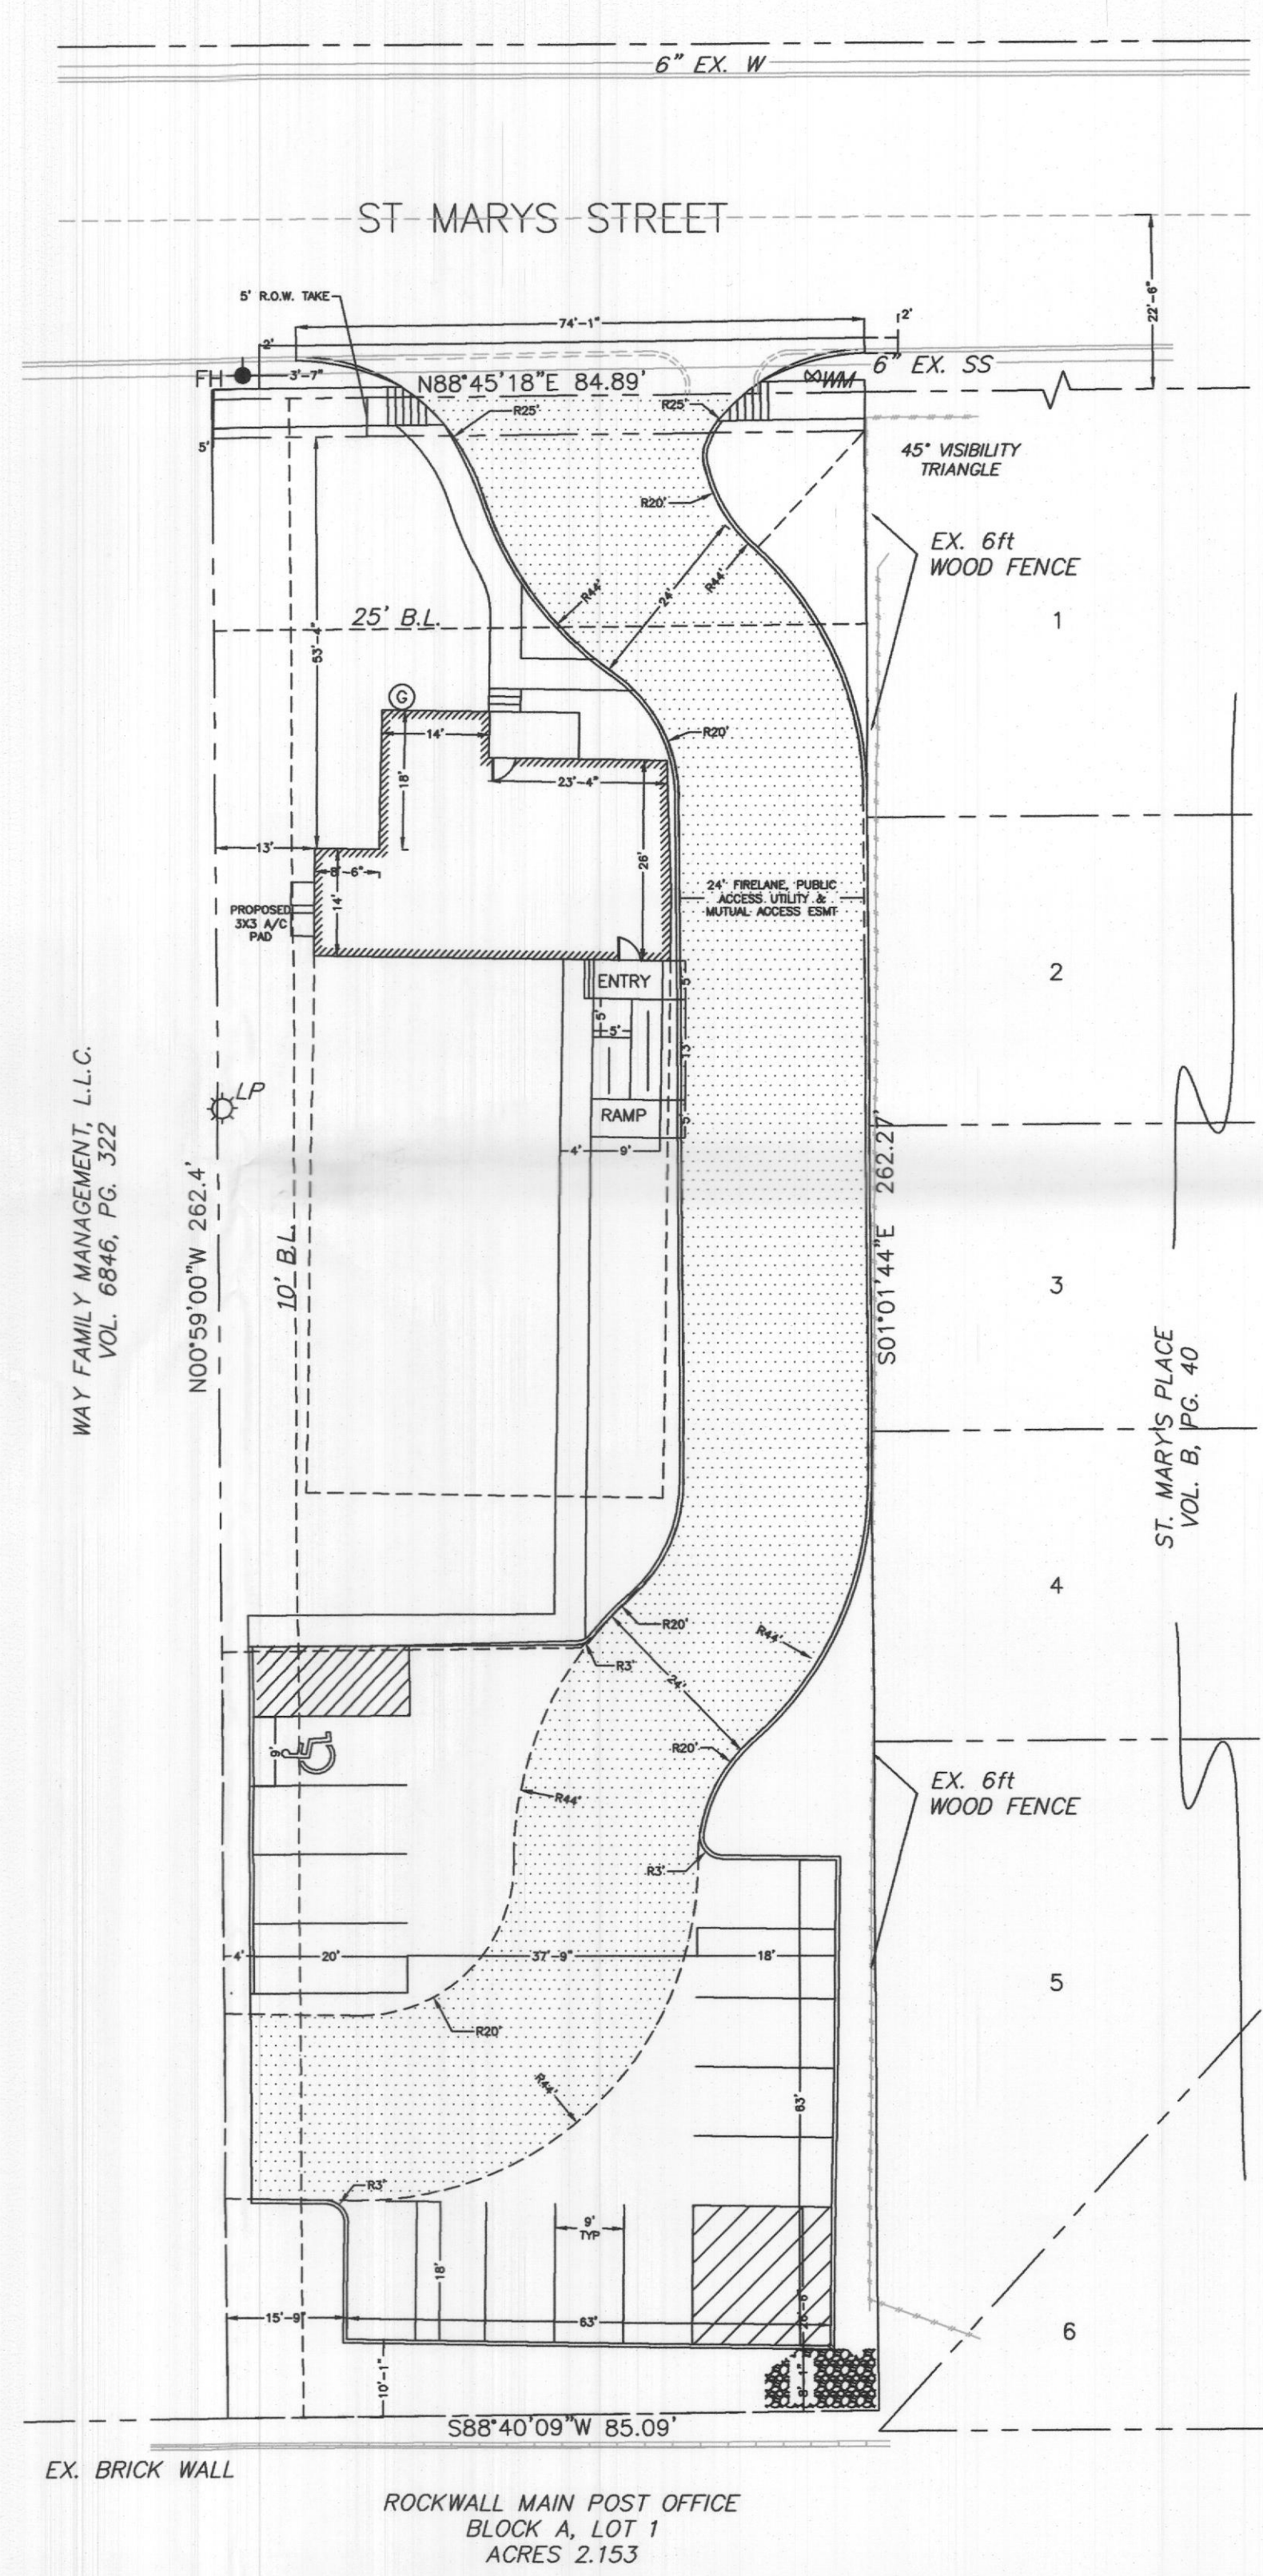 6" EX. W
ST MARYS STREET
22'-6"
5' R.O.W. TAKE
74'-1"
2'
2'
FH
3'-7"
N88°45'18"E 84.89'
WM
6" EX. SS
R25'
R25'
5'
45° VISIBILITY
TRIANGLE
R20'
EX. 6ft
WOOD FENCE
R44'
24'
R44'
25' B.L.
53'-4"
1
G
14'
18'
R20'
23'-4"
13'
8'-6"
14'
26'
24' FIRELANE, PUBLIC
ACCESS UTILITY &
MUTUAL ACCESS ESMT
PROPOSED
3X3 A/C
PAD
2
ENTRY
5'
5'
5'
13'
RAMP
5'
4'
9'
LP
WAY FAMILY MANAGEMENT, L.L.C.
VOL. 6846, PG. 322
N00°59'00"W 262.4'
10' B.L.
S01°01'44"E 262.27'
3
ST. MARY'S PLACE
VOL. B, PG. 40
4
R20'
R44'
R3'
24'
9'
R20'
R44'
EX. 6ft
WOOD FENCE
R3'
4'
20'
37'-9"
18'
5
R20'
R44'
63'
R3'
9'
TYP
18'
15'-9"
63'
6
10'-1"
S88°40'09"W 85.09'
EX. BRICK WALL
ROCKWALL MAIN POST OFFICE
BLOCK A, LOT 1
ACRES 2.153